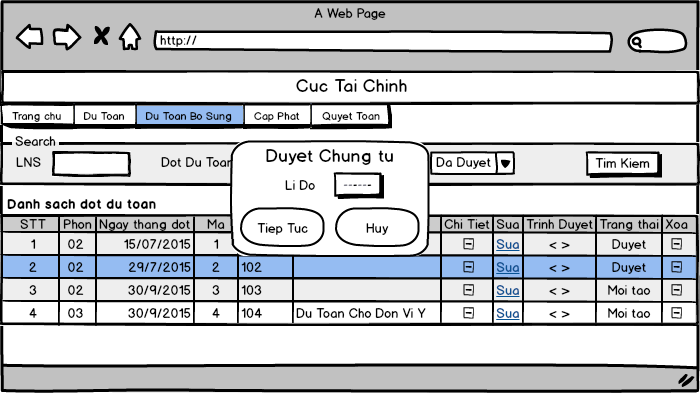 A Web Page
http://
Cuc Tai Chinh
Trang chu Du Toan Du Toan Bo Sung Cap Phat Quyet Toan
Search
LNS Dot Du Toan Da Duyet Tim Kiem
Duyet Chung tu
Li Do ------
Tiep Tuc Huy
Danh sach dot du toan
STT Phon Ngay thang dot Ma Chi Tiet Sua Trinh Duyet Trang thai Xoa
1 02 15/07/2015 1 Sua < > Duyet
2 02 29/7/2015 2 102 Sua < > Duyet
3 02 30/9/2015 3 103 Sua < > Moi tao
4 03 30/9/2015 4 104 Du Toan Cho Don Vi Y Sua < > Moi tao